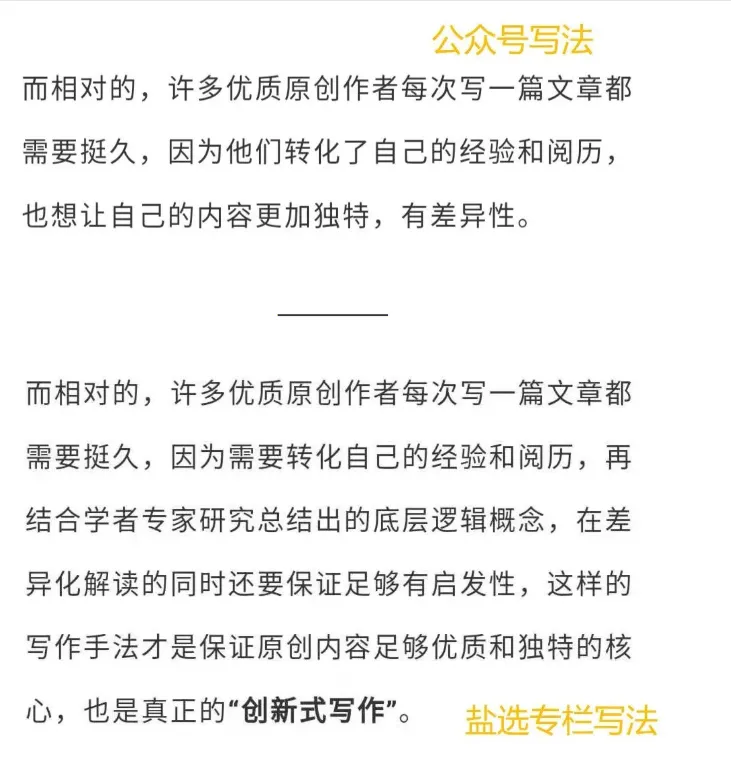 公众号写法
而相对的，许多优质原创作者每次写一篇文章都
需要挺久，因为他们转化了自己的经验和阅历，
也想让自己的内容更加独特，有差异性。
而相对的，许多优质原创作者每次写一篇文章都
需要挺久，因为需要转化自己的经验和阅历，再
结合学者专家研究总结出的底层逻辑概念，在差
异化解读的同时还要保证足够有启发性，这样的
写作手法才是保证原创内容足够优质和独特的核
心，也是真正的“创新式写作”。
盐选专栏写法